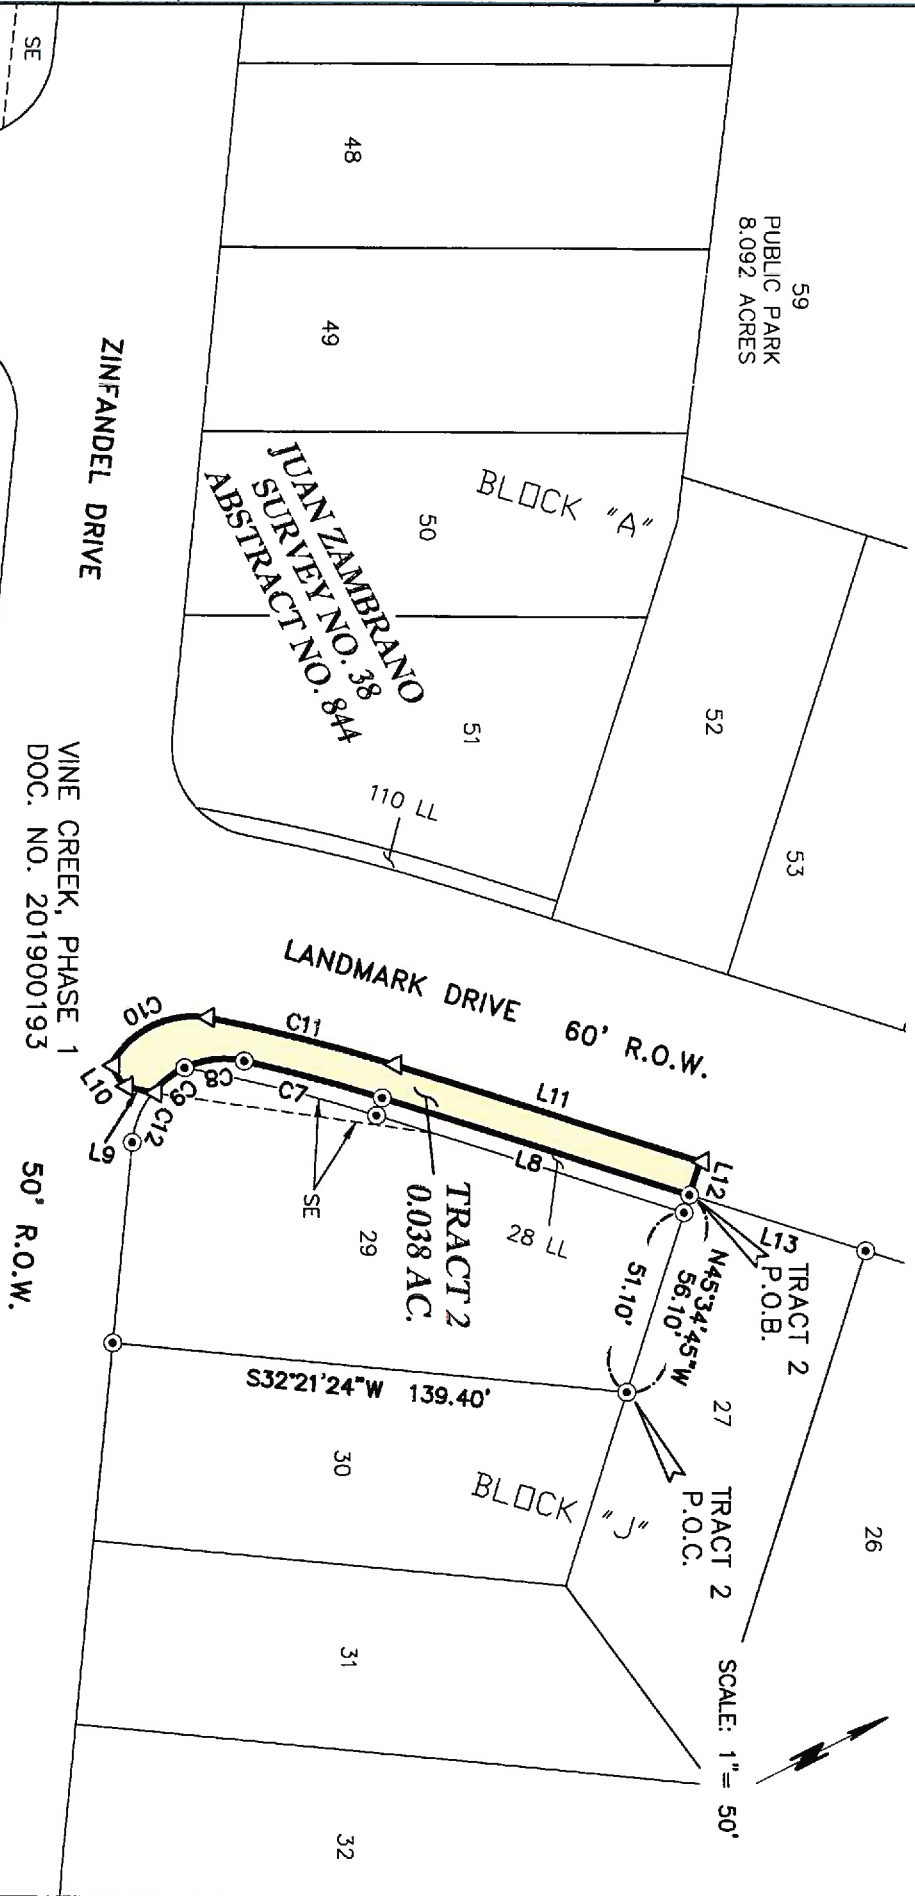 SE
48
59
PUBLIC PARK
8.092 ACRES
49
ZINFANDEL DRIVE
BLOCK "A"
50
JUAN ZAMBRANO
SURVEY NO. 38
ABSTRACT NO. 844
51
52
53
110 LL
VINE CREEK, PHASE 1
DOC. NO. 201900193
LANDMARK DRIVE
60' R.O.W.
C10
C11
L11
L12
L10
C8
C9
C7
C12
L9
L8
L13
SE
28 LL
29
TRACT 2
0.038 AC.
TRACT 2
P.O.B.
N45°34'45"W
56.10'
51.10'
50' R.O.W.
S32°21'24"W 139.40'
27
30
BLOCK "J"
TRACT 2
P.O.C.
26
31
SCALE: 1"= 50'
32